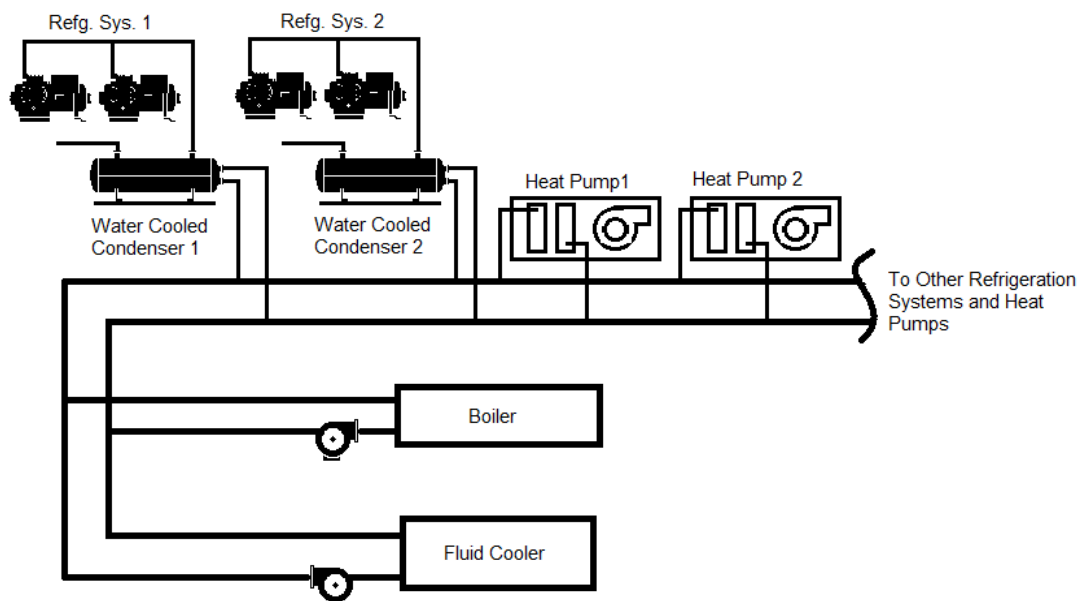 Refg. Sys. 1
Refg. Sys. 2
Water Cooled
Condenser 1
Water Cooled
Condenser 2
Heat Pump1
Heat Pump 2
To Other Refrigeration
Systems and Heat
Pumps
Boiler
Fluid Cooler